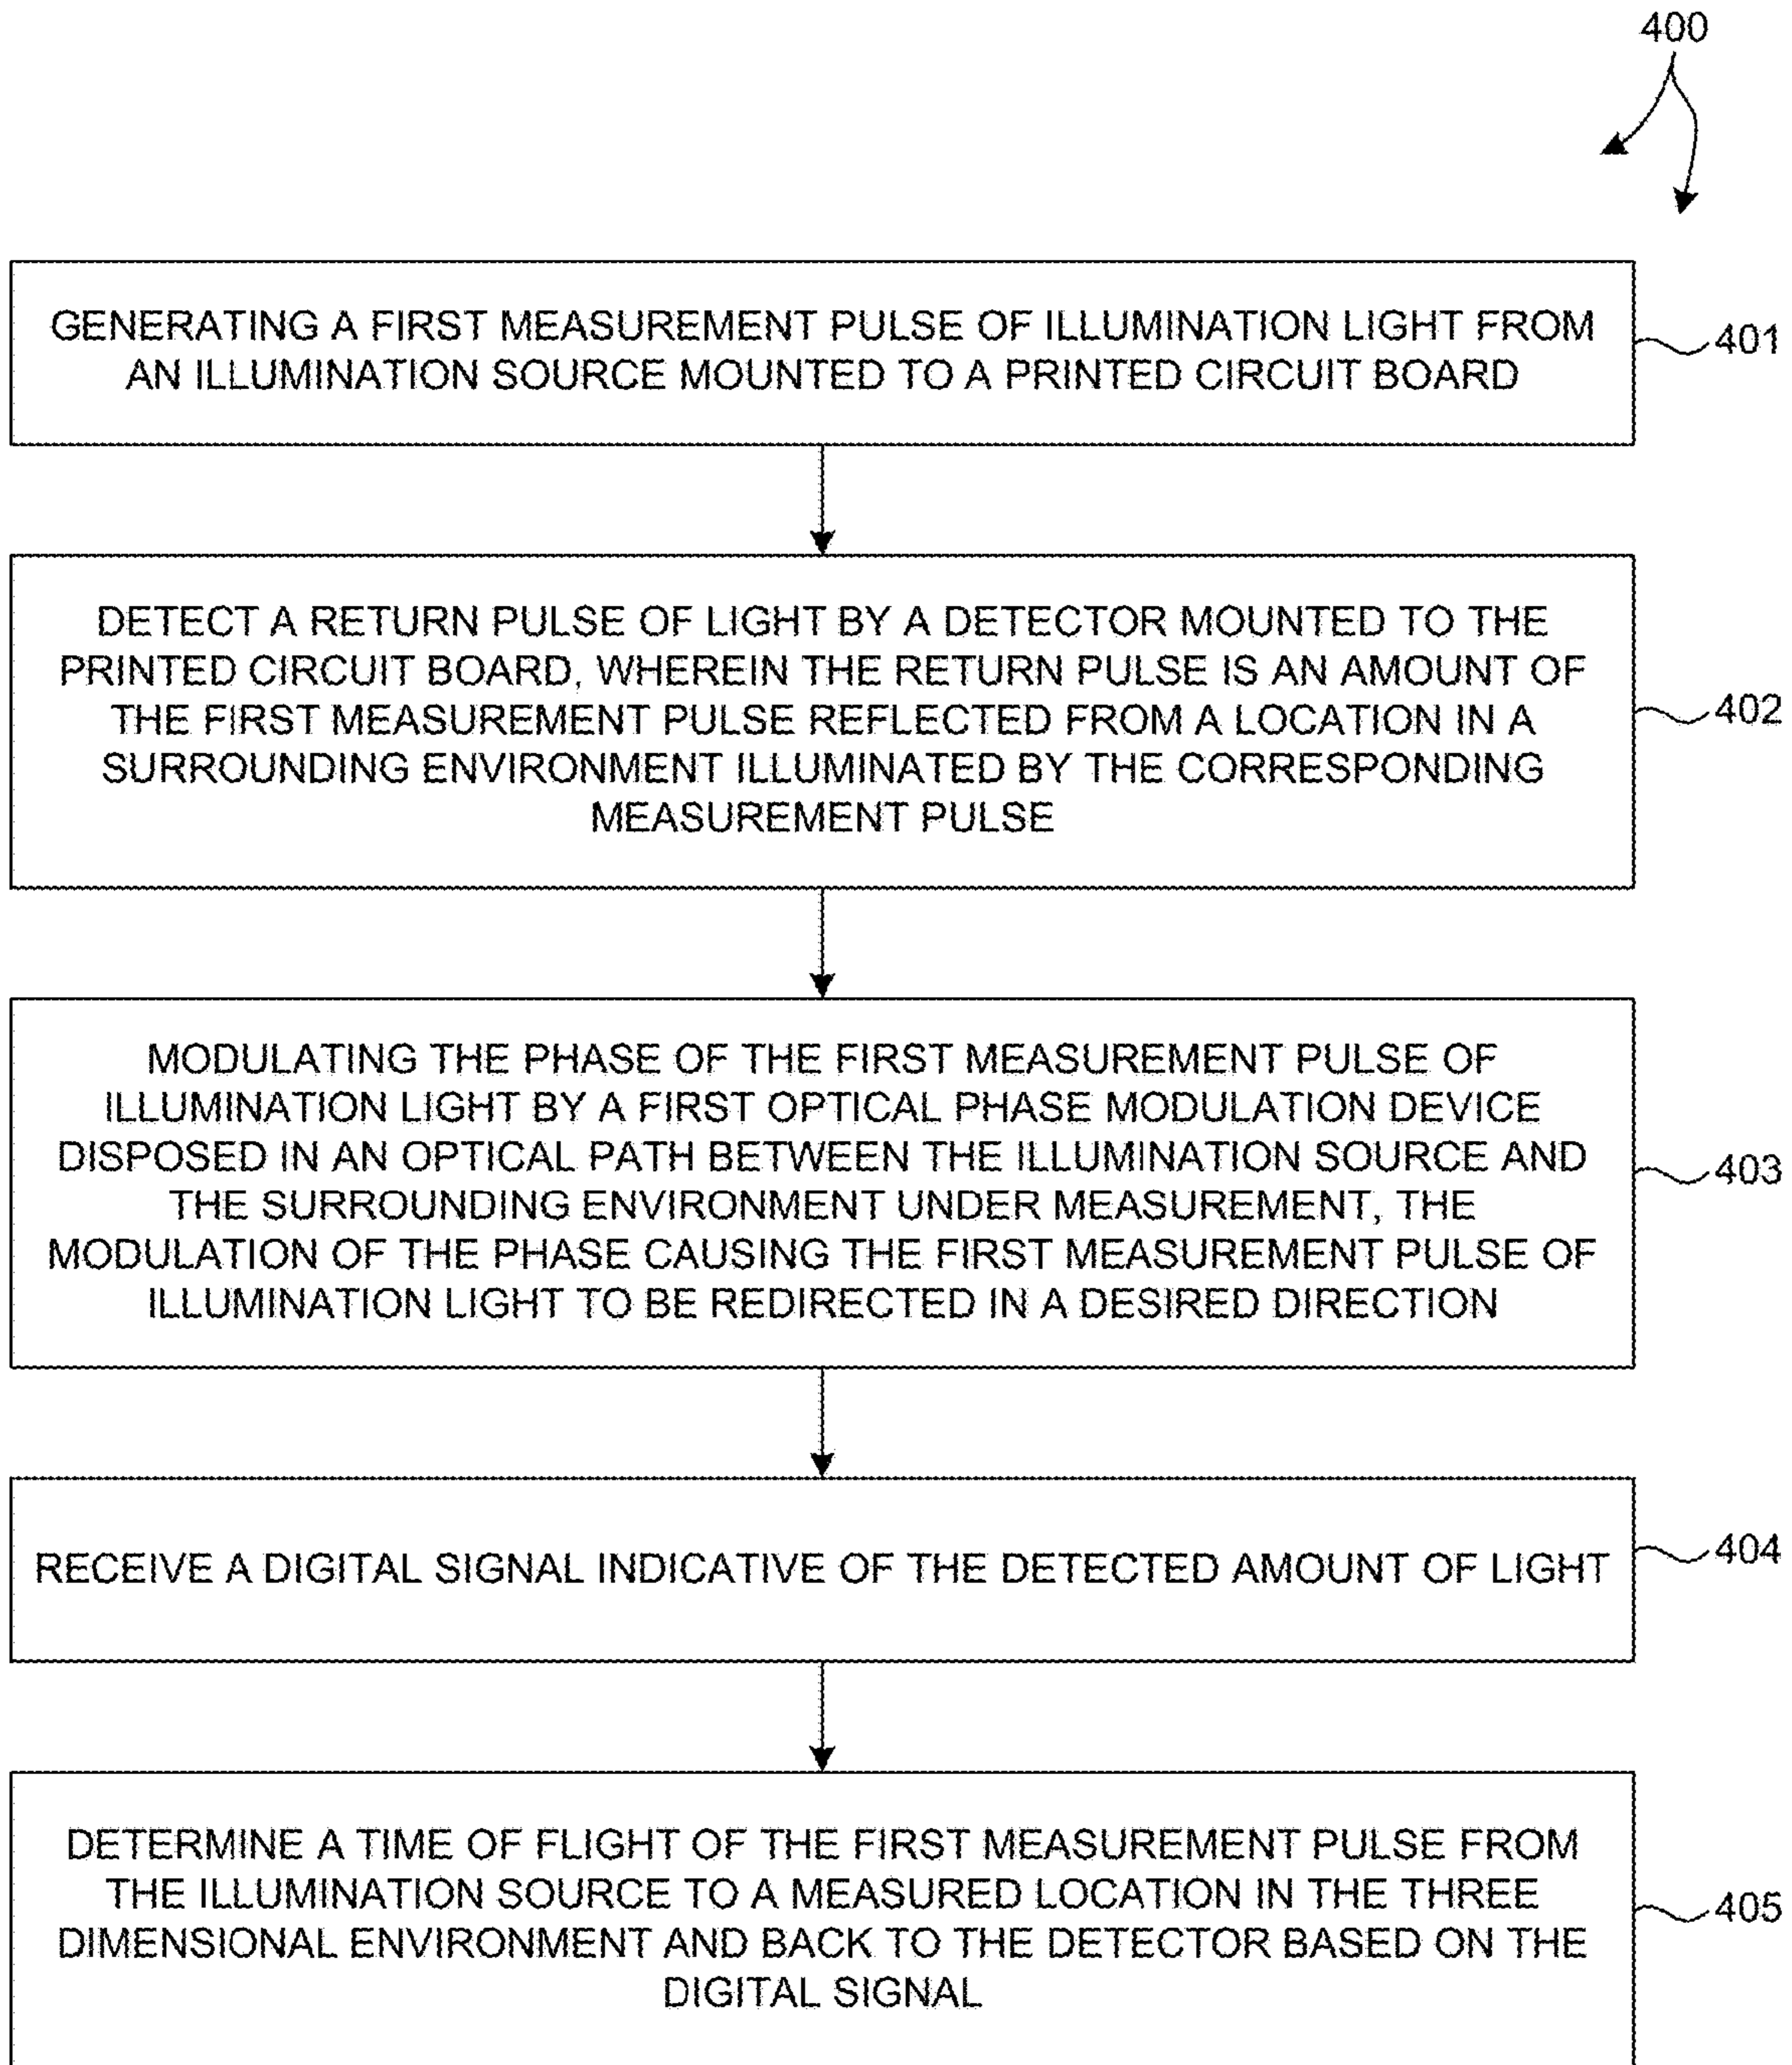 400
GENERATING A FIRST MEASUREMENT PULSE OF ILLUMINATION LIGHT FROM
AN ILLUMINATION SOURCE MOUNTED TO A PRINTED CIRCUIT BOARD
401
DETECT A RETURN PULSE OF LIGHT BY A DETECTOR MOUNTED TO THE
PRINTED CIRCUIT BOARD, WHEREIN THE RETURN PULSE IS AN AMOUNT OF
THE FIRST MEASUREMENT PULSE REFLECTED FROM A LOCATION IN A
SURROUNDING ENVIRONMENT ILLUMINATED BY THE CORRESPONDING
MEASUREMENT PULSE
402
MODULATING THE PHASE OF THE FIRST MEASUREMENT PULSE OF
ILLUMINATION LIGHT BY A FIRST OPTICAL PHASE MODULATION DEVICE
DISPOSED IN AN OPTICAL PATH BETWEEN THE ILLUMINATION SOURCE AND
THE SURROUNDING ENVIRONMENT UNDER MEASUREMENT, THE
MODULATION OF THE PHASE CAUSING THE FIRST MEASUREMENT PULSE OF
ILLUMINATION LIGHT TO BE REDIRECTED IN A DESIRED DIRECTION
403
RECEIVE A DIGITAL SIGNAL INDICATIVE OF THE DETECTED AMOUNT OF LIGHT
404
DETERMINE A TIME OF FLIGHT OF THE FIRST MEASUREMENT PULSE FROM
THE ILLUMINATION SOURCE TO A MEASURED LOCATION IN THE THREE
DIMENSIONAL ENVIRONMENT AND BACK TO THE DETECTOR BASED ON THE
DIGITAL SIGNAL
405